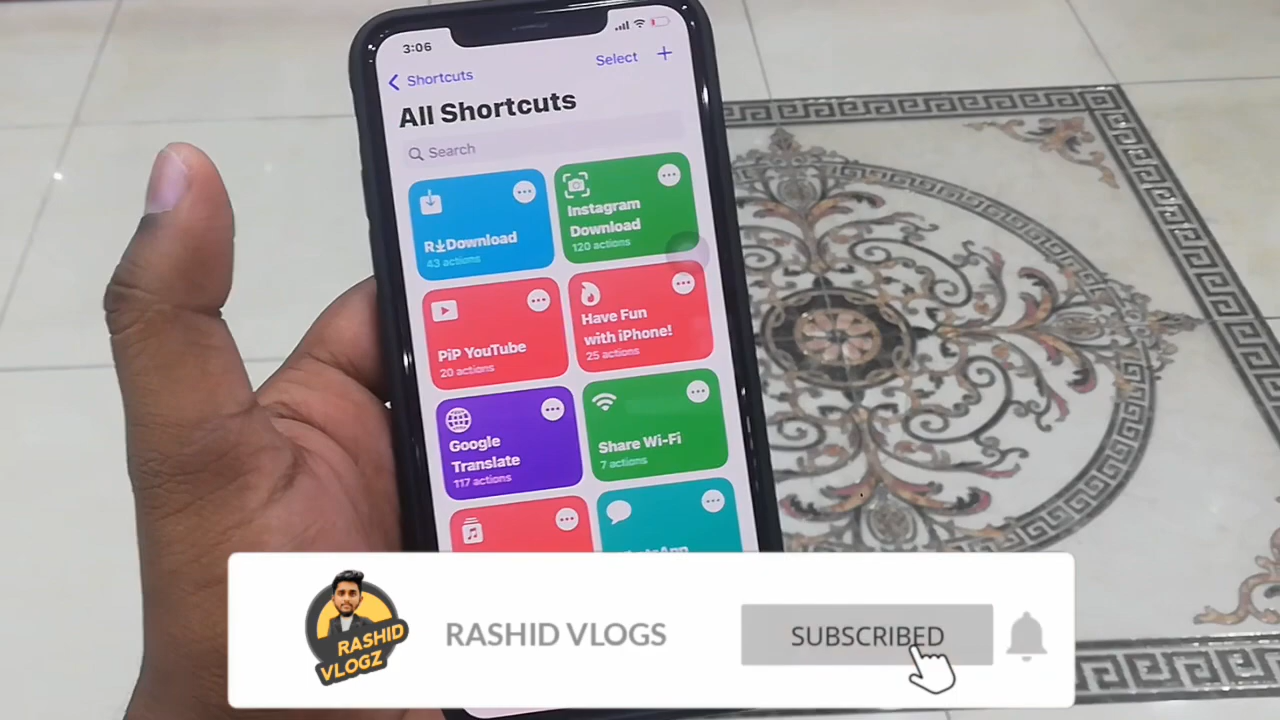 3:06
Shortcuts
Select +
All Shortcuts
Search
R↓Download
43 actions
Instagram
Download
120 actions
PiP YouTube
20 actions
Have Fun
with iPhone!
25 actions
Google
Translate
117 actions
Share Wi-Fi
7 actions
RASHID
VLOGZ
RASHID VLOGS
SUBSCRIBED